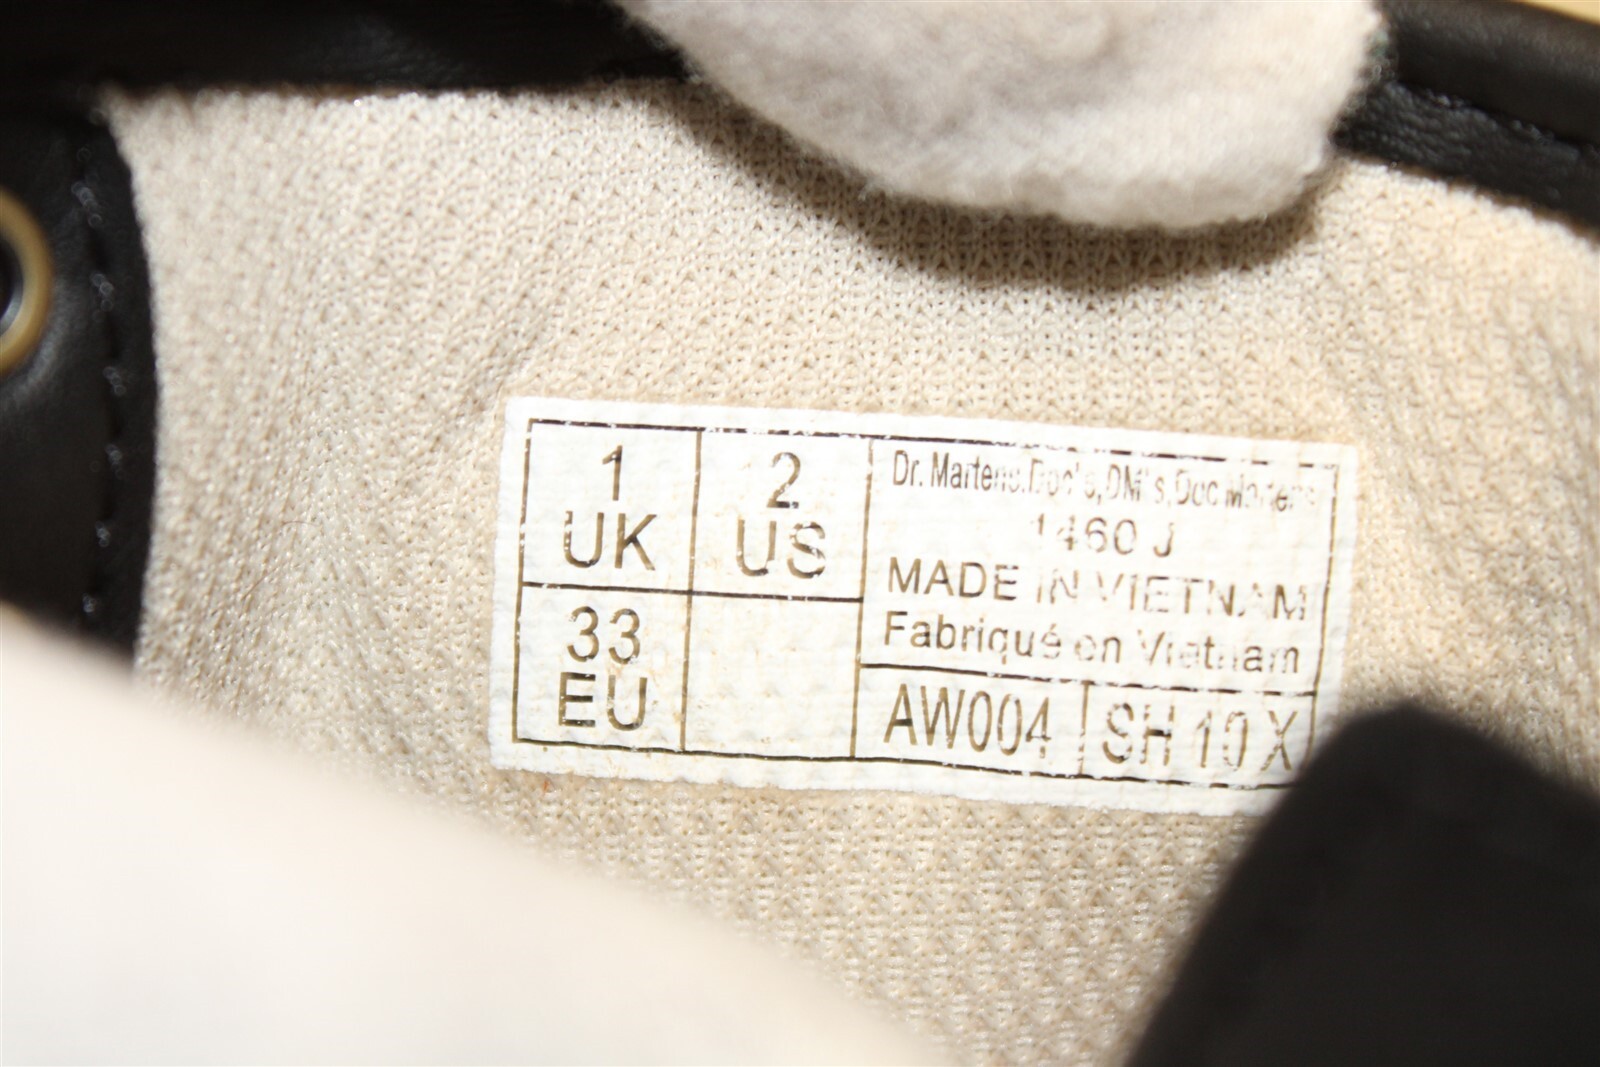 1
UK
2
US
33
EU
Dr. Martens.Doc's,DM's,Doc Martens
1460 J
MADE IN VIETNAM
Fabriqué en Vietnam
AW004
SH 10 X